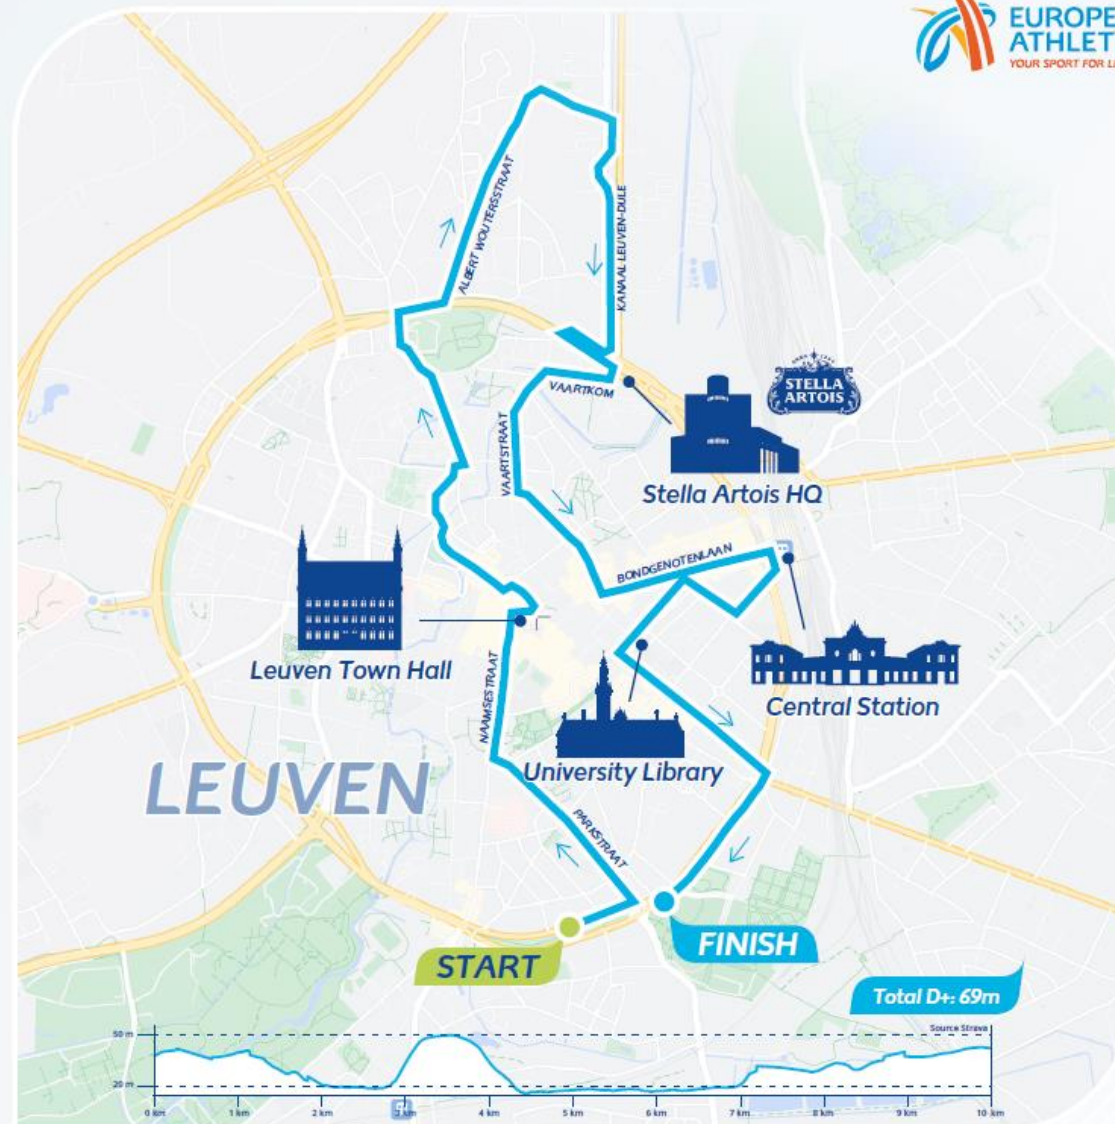 EUROPE
ATHLET
YOUR SPORT FOR LI
ALBERT WOUTERSSTRAAT
KANAAL LEUVEN-DIJLE
VAARTKOM
STELLA
ARTOIS
VAARTSTRAAT
Stella Artois HQ
BONDGENOTENLAAN
Leuven Town Hall
NAAMSESTRAAT
Central Station
University Library
LEUVEN
PARKSTRAAT
START
FINISH
Total D+: 69m
50 m
Source Strava
20 m
0 km
1 km
2 km
3 km
4 km
5 km
6 km
7 km
8 km
9 km
10 km